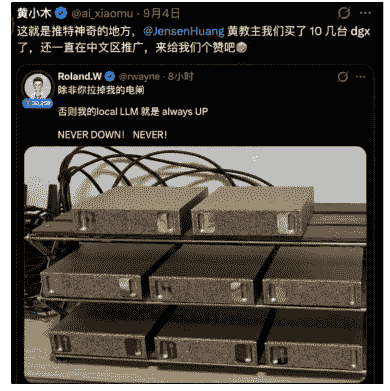 黄小木 @ai_xiaomu · 9月4日
这就是推特神奇的地方，@JensenHuang 黄教主我们买了 10 几台 dgx
了，还一直在中文区推广，来给我们个赞吧
Roland.W @rwayne · 8小时
除非你拉掉我的电闸
否则我的local LLM 就是 always UP
NEVER DOWN！ NEVER！